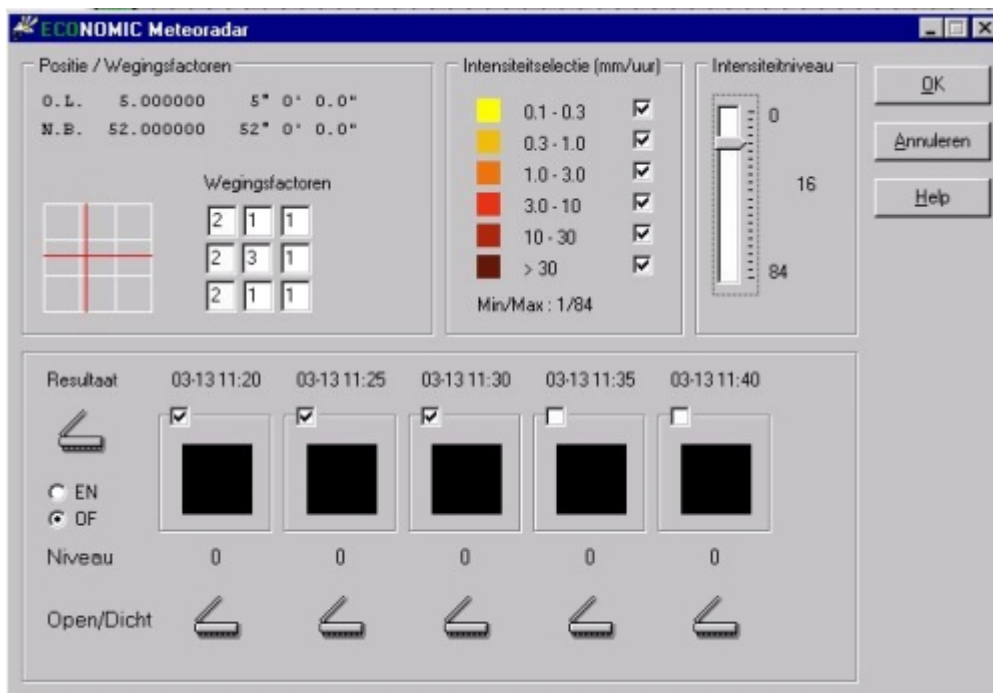 ECONOMIC Meteoradar
Positie / Wegingsfactoren
O.L. 5.000000 5° 0' 0.0"
N.B. 52.000000 52° 0' 0.0"
Wegingsfactoren
2 1 1
2 3 1
2 1 1
Intensiteitselectie (mm/uur)
0.1 - 0.3
0.3 - 1.0
1.0 - 3.0
3.0 - 10
10 - 30
> 30
Min/Max : 1/84
Intensiteitniveau
0
16
84
OK
Annuleren
Help
Resultaat 03-13 11:20 03-13 11:25 03-13 11:30 03-13 11:35 03-13 11:40
EN
OF
Niveau 0 0 0 0 0
Open/Dicht